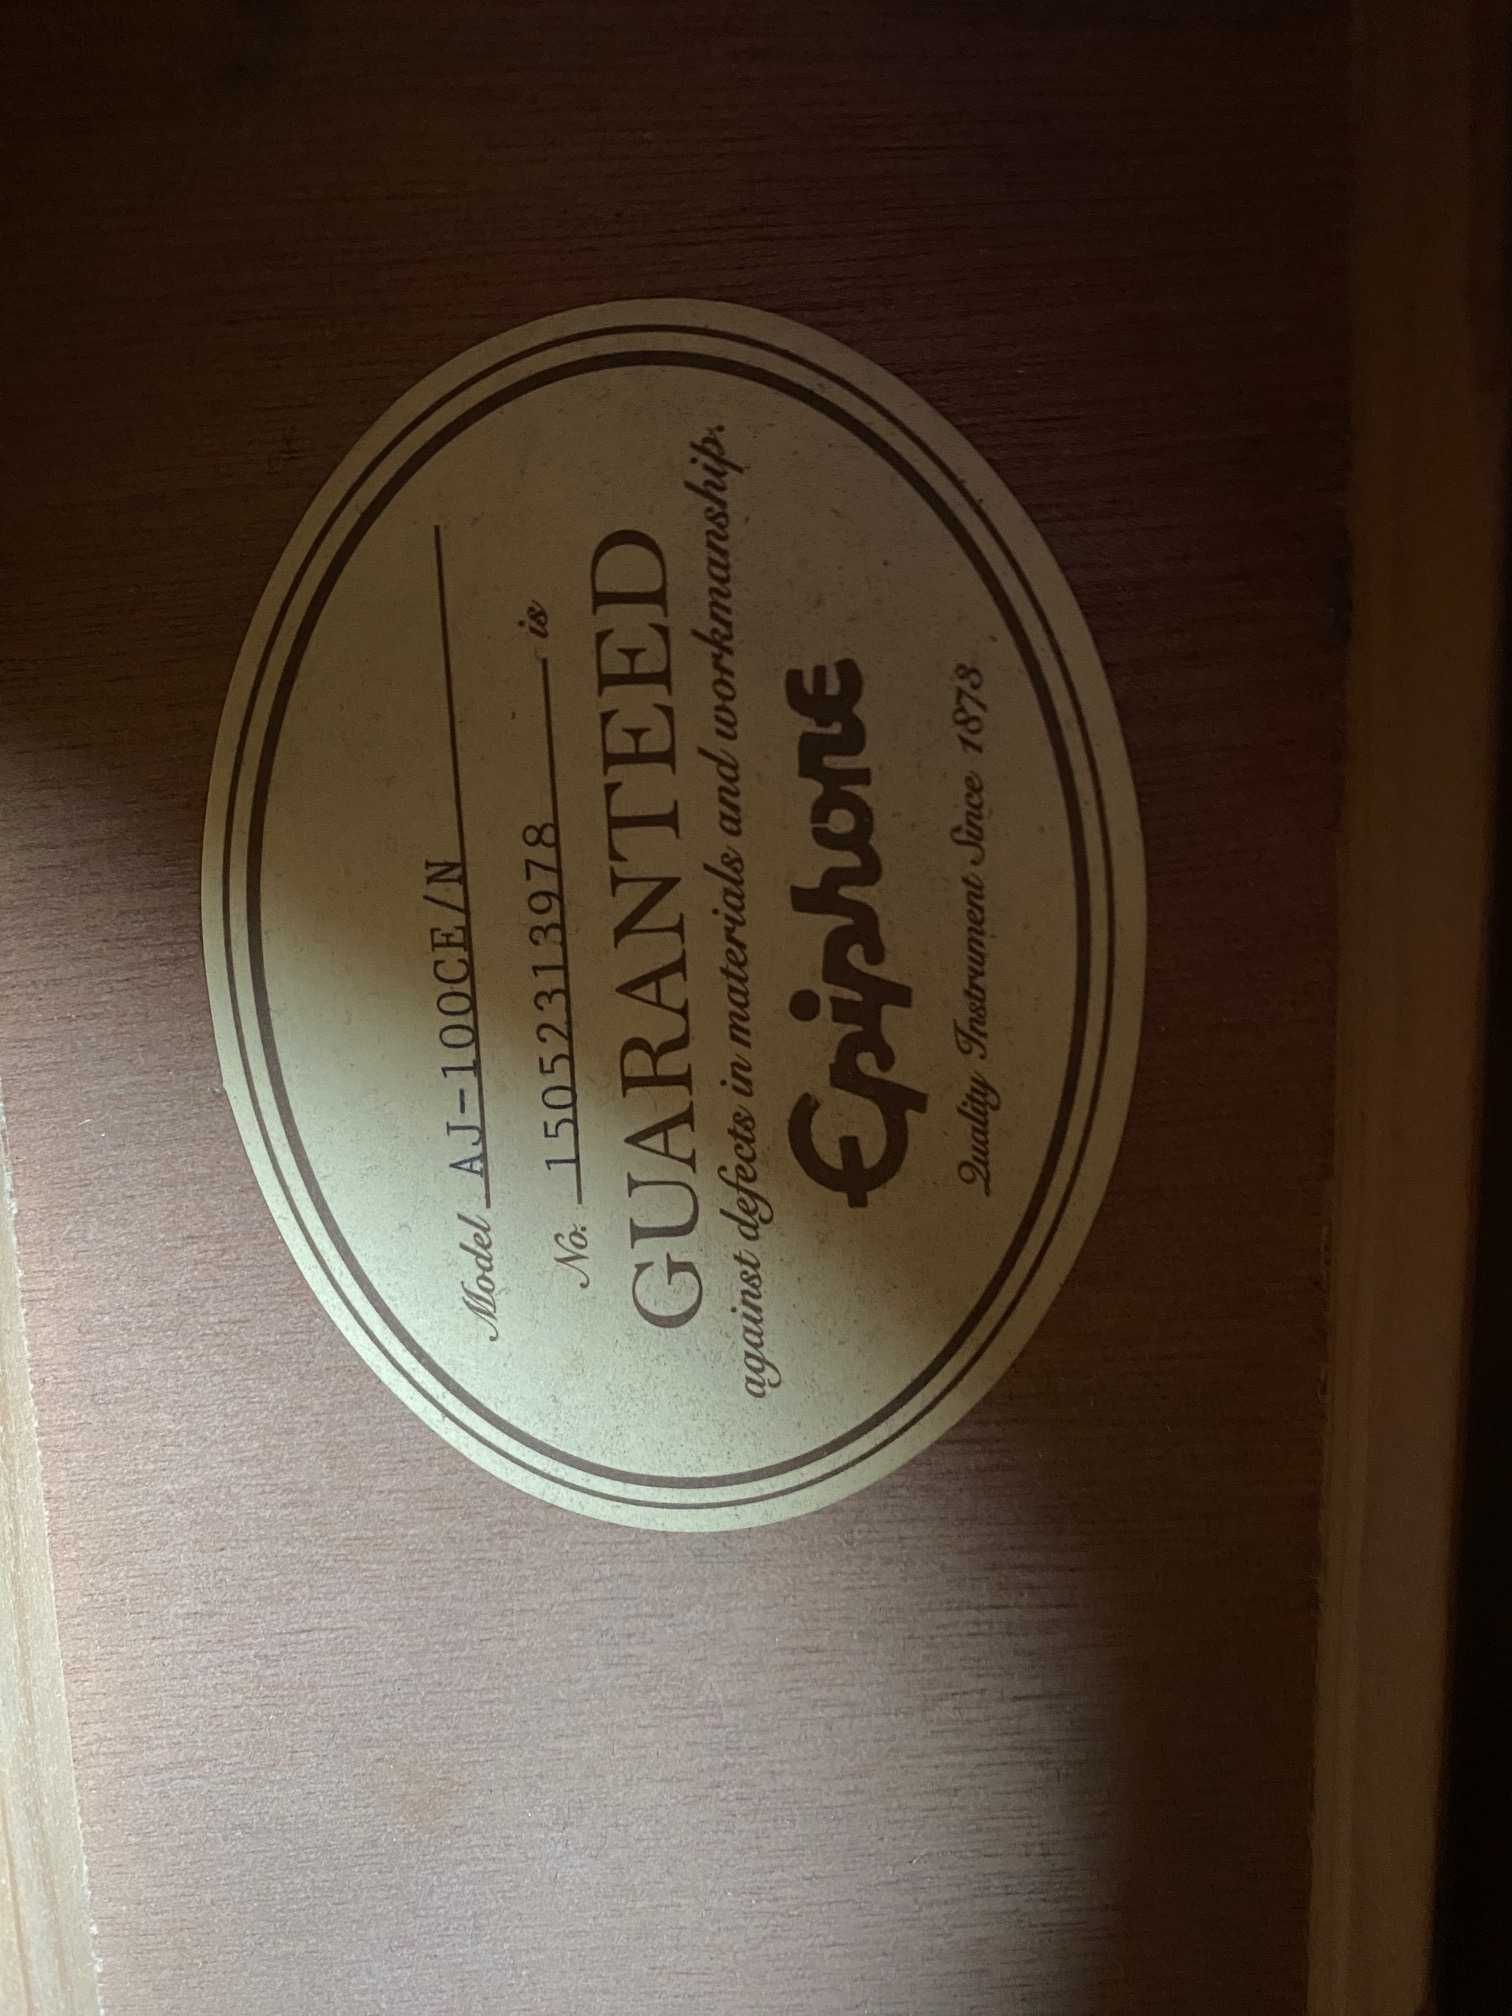 Model AJ-100CE/N
No. 15052313978 is
GUARANTEED
against defects in materials and workmanship.
Epiphone
Quality Instrument Since 1873